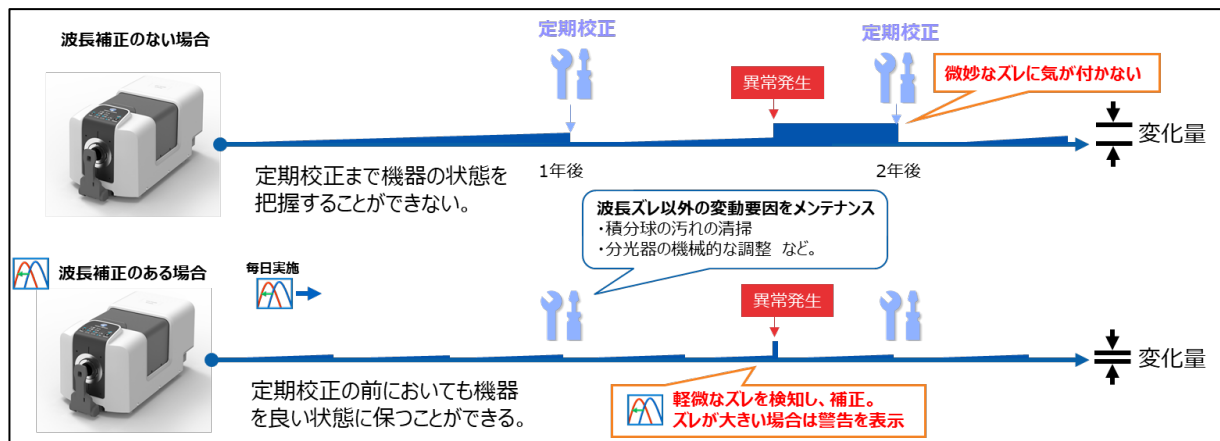 波長補正のない場合
定期校正
定期校正
異常発生
微妙なズレに気が付かない
変化量
1年後
2年後
定期校正まで機器の状態を
把握することができない。
波長ズレ以外の変動要因をメンテナンス
・積分球の汚れの清掃
・分光器の機械的な調整 など。
波長補正のある場合
毎日実施
異常発生
変化量
定期校正の前においても機器
を良い状態に保つことができる。
軽微なズレを検知し、補正。
ズレが大きい場合は警告を表示